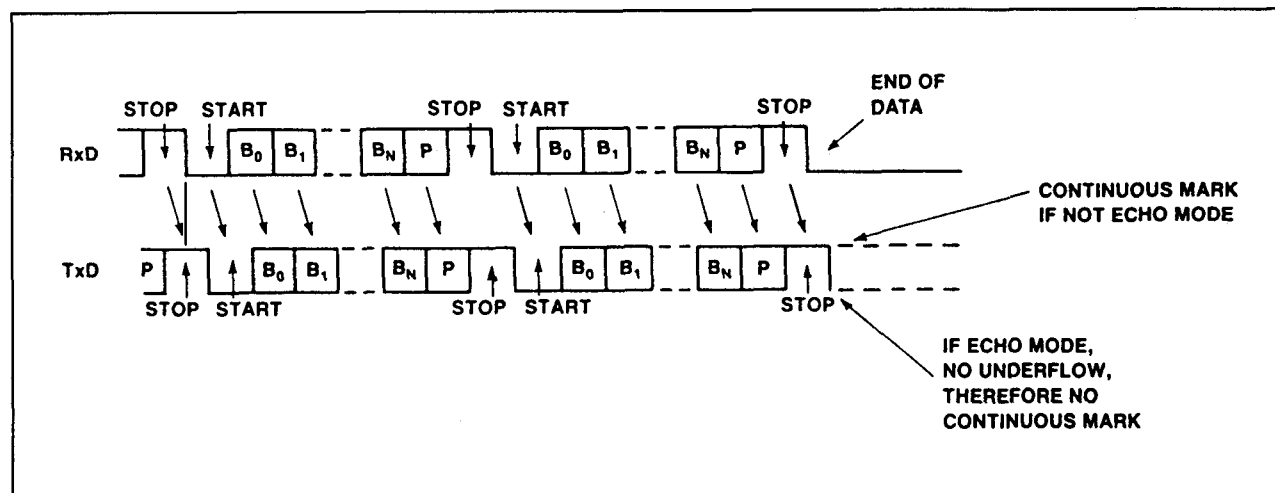 END OF
DATA
STOP START STOP START STOP
RxD B0 B1 BN P B0 B1 BN P
CONTINUOUS MARK
IF NOT ECHO MODE
TxD P B0 B1 BN P B0 B1 BN P
STOP START STOP START STOP
IF ECHO MODE,
NO UNDERFLOW,
THEREFORE NO
CONTINUOUS MARK